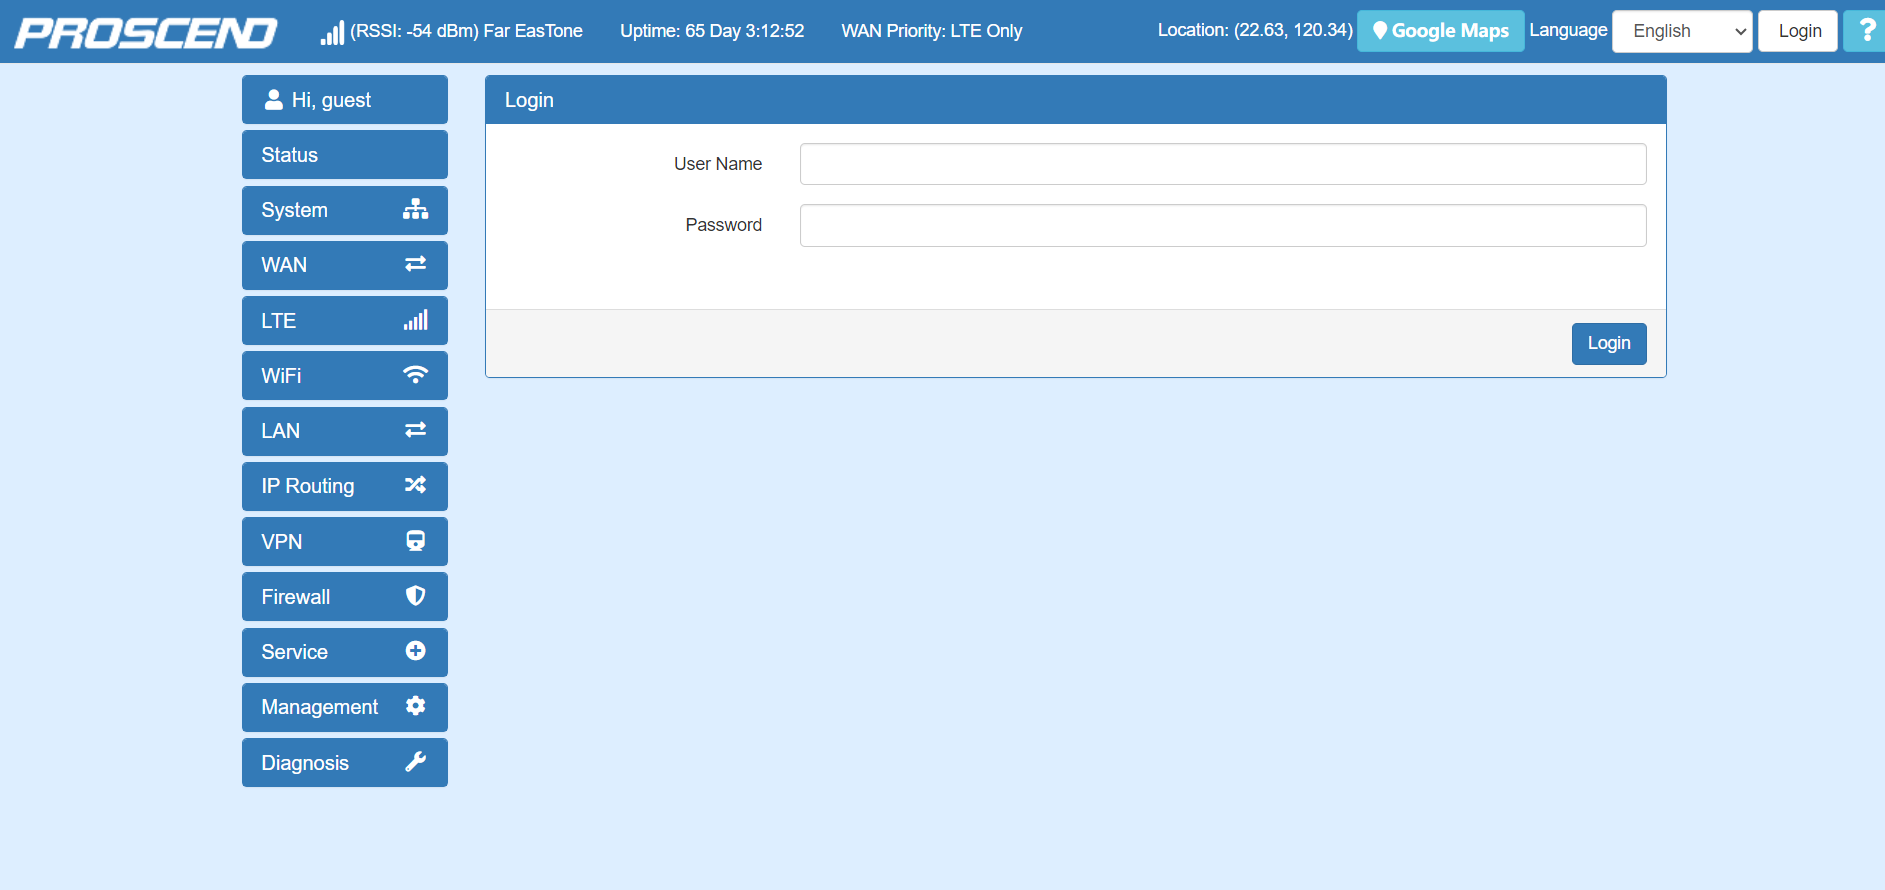 PROSCEND
(RSSI: -54 dBm) Far EasTone
Uptime: 65 Day 3:12:52
WAN Priority: LTE Only
Location: (22.63, 120.34)
Google Maps
Language
English
Login
?
Hi, guest
Status
System
WAN
LTE
WiFi
LAN
IP Routing
VPN
Firewall
Service
Management
Diagnosis
Login
User Name
Password
Login